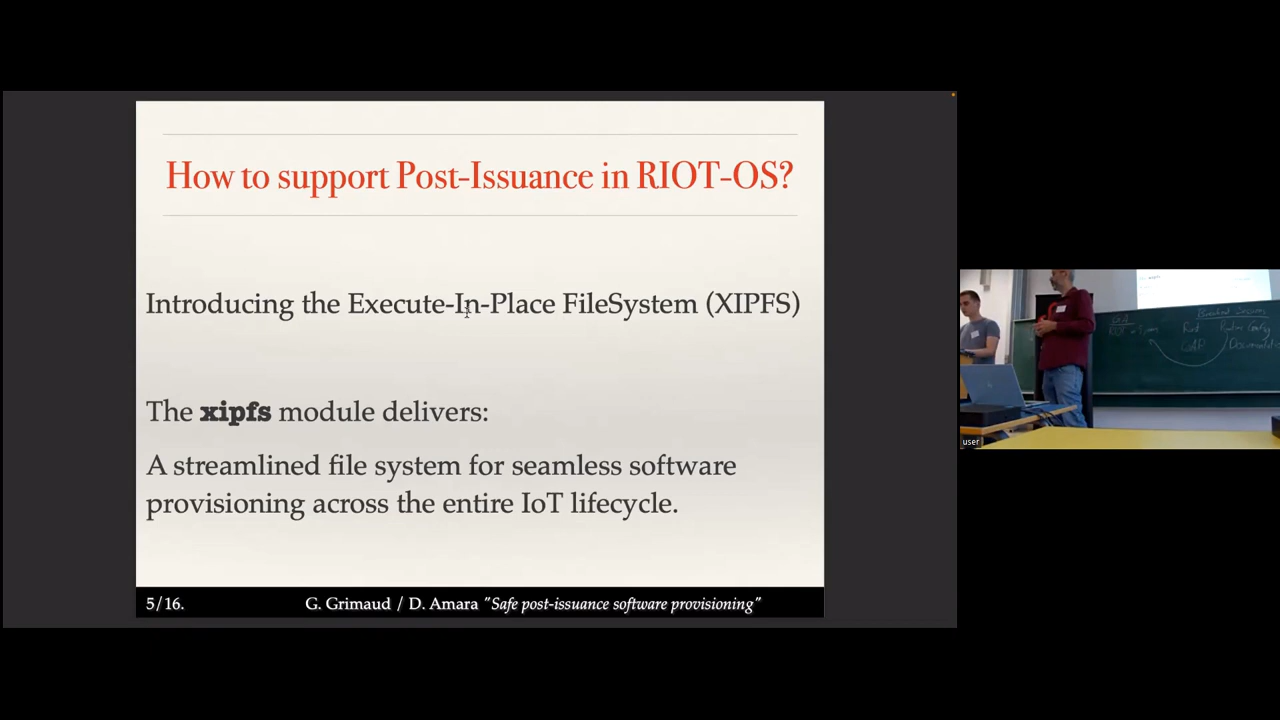 How to support Post-Issuance in RIOT-OS?
Introducing the Execute-In-Place FileSystem (XIPFS)
The xipfs module delivers:
A streamlined file system for seamless software
provisioning across the entire IoT lifecycle.
5/16.
G. Grimaud / D. Amara "Safe post-issuance software provisioning"
user